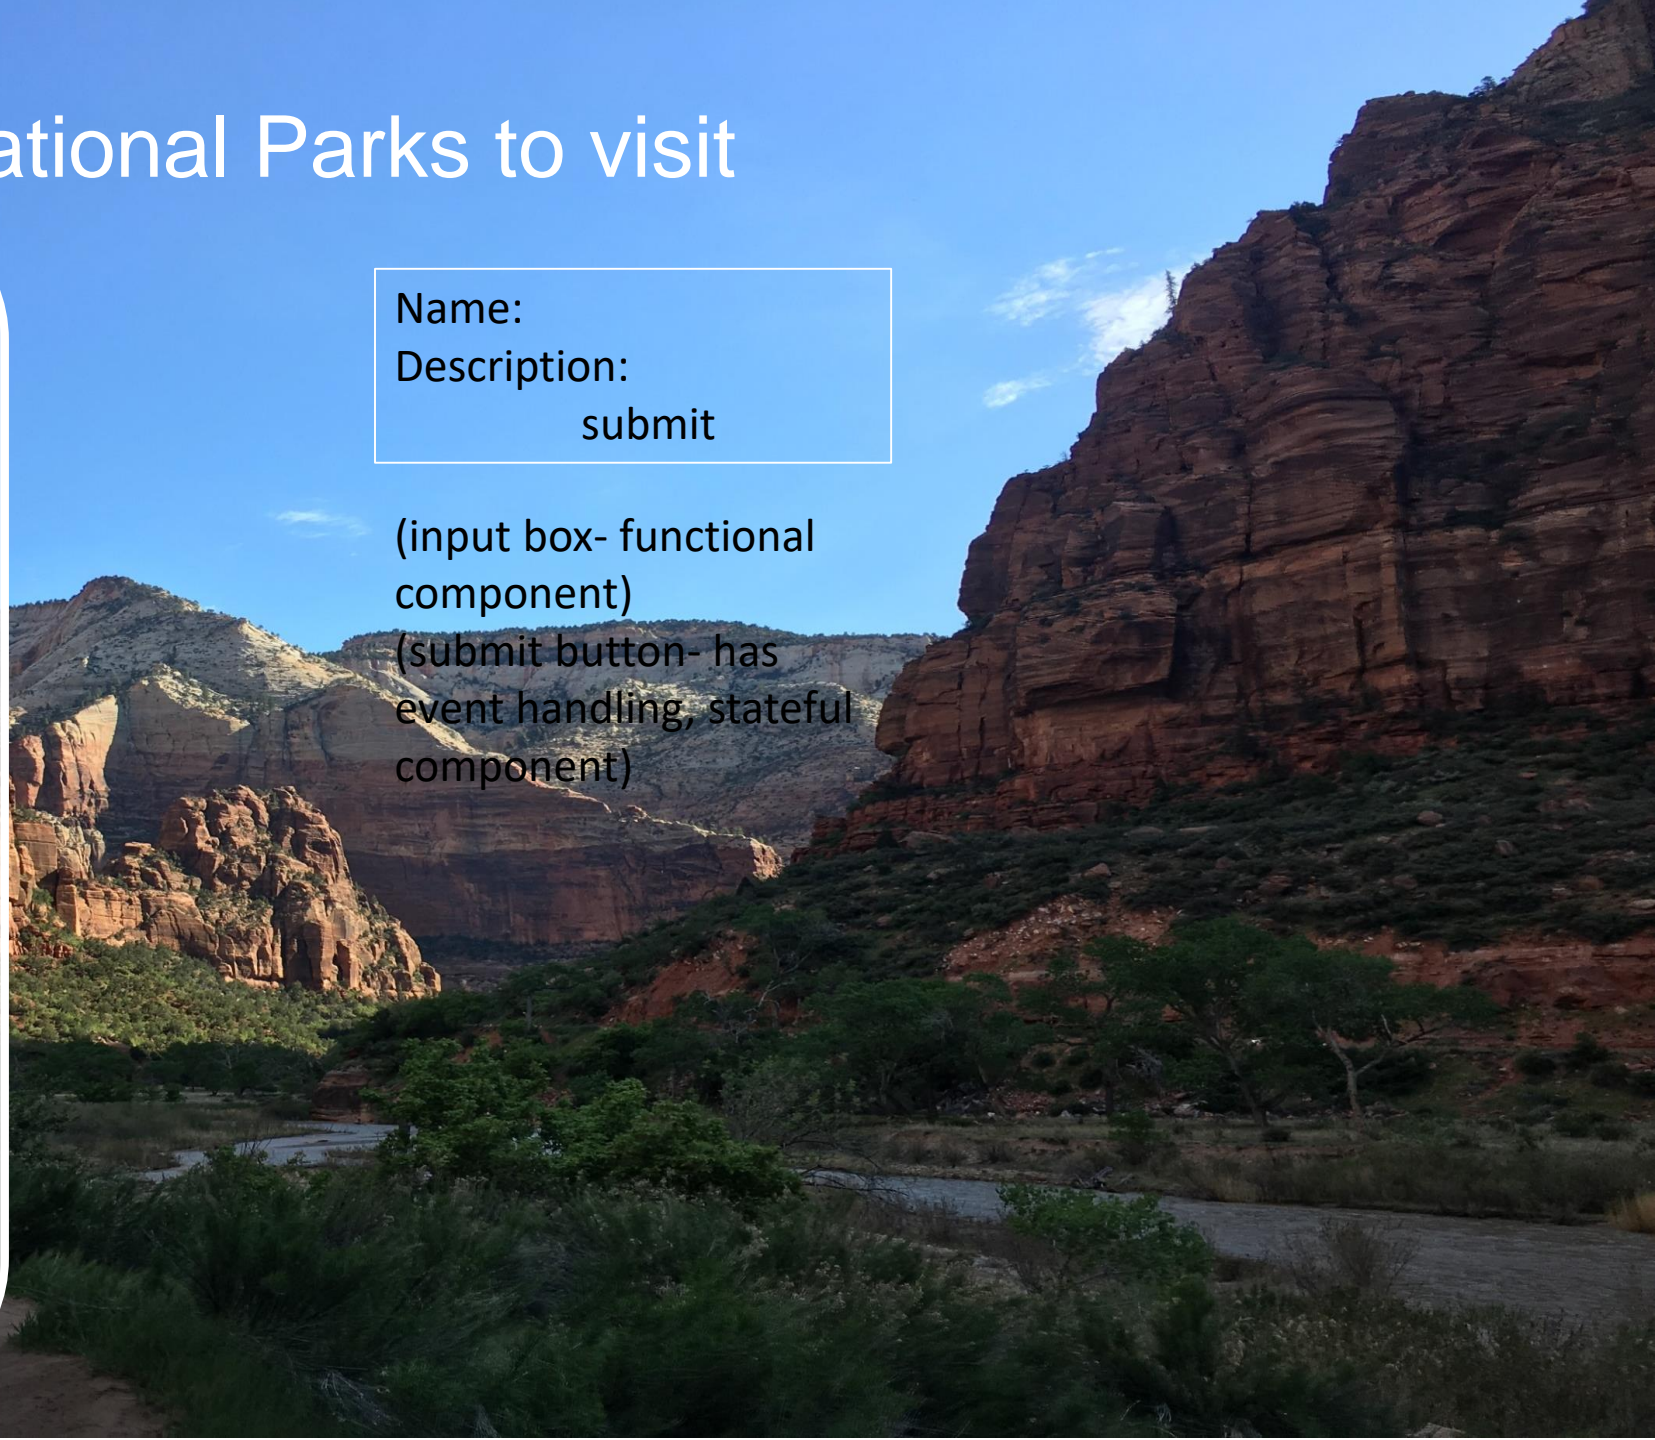 ational Parks to visit
Name:
Description:
submit
(input box- functional
component)
(submit button- has
event handling, stateful
component)